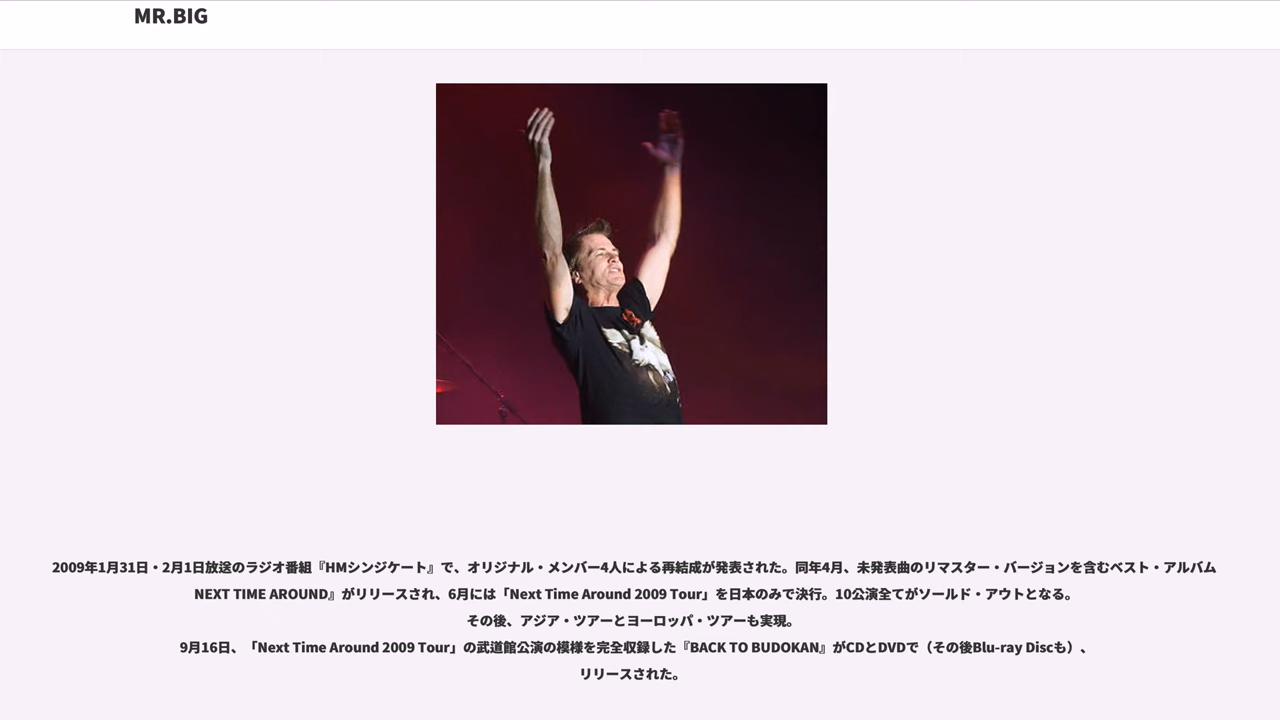 MR.BIG
2009年1月31日・2月1日放送のラジオ番組『HMシンジケート』で、オリジナル・メンバー4人による再結成が発表された。同年4月、未発表曲のリマスター・バージョンを含むベスト・アルバム
NEXT TIME AROUND』がリリースされ、6月には「Next Time Around 2009 Tour」を日本のみで決行。10公演全てがソールド・アウトとなる。
その後、アジア・ツアーとヨーロッパ・ツアーも実現。
9月16日、「Next Time Around 2009 Tour」の武道館公演の模様を完全収録した『BACK TO BUDOKAN』がCDとDVDで（その後Blu-ray Discも）、
リリースされた。